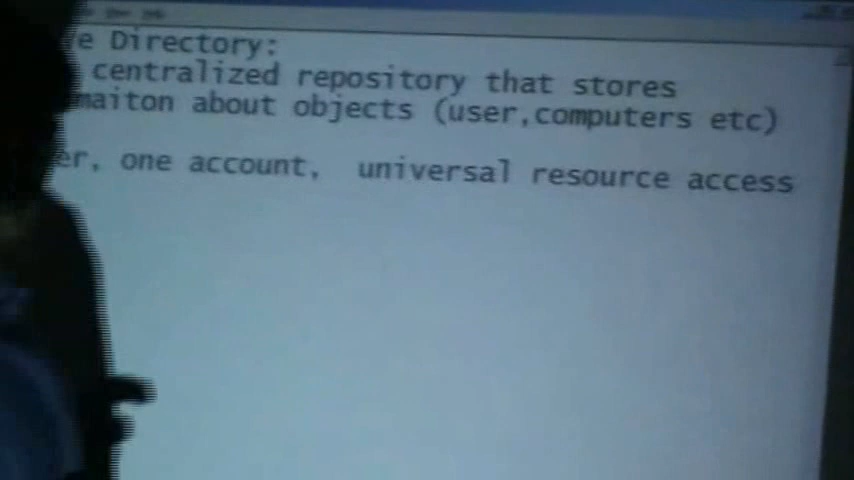 e Directory:
centralized repository that stores
maiton about objects (user,computers etc)
er, one account, universal resource access